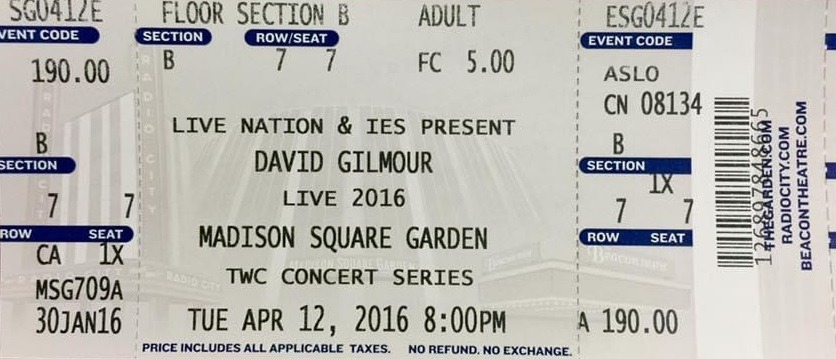 SG0412E
EVENT CODE
190.00
B
SECTION
7 7
ROW SEAT
CA 1X
MSG709A
30JAN16
FLOOR SECTION B ADULT
SECTION ROW/SEAT
B 7 7 FC 5.00
LIVE NATION & IES PRESENT
DAVID GILMOUR
LIVE 2016
MADISON SQUARE GARDEN
TWC CONCERT SERIES
TUE APR 12, 2016 8:00PM
PRICE INCLUDES ALL APPLICABLE TAXES. NO REFUND. NO EXCHANGE.
ESG0412E
EVENT CODE
ASLO
CN 08134
B
SECTION
1X
7 7
ROW SEAT
A 190.00
THEGARDEN.COM
RADIOCITY.COM
BEACONTHEATRE.COM